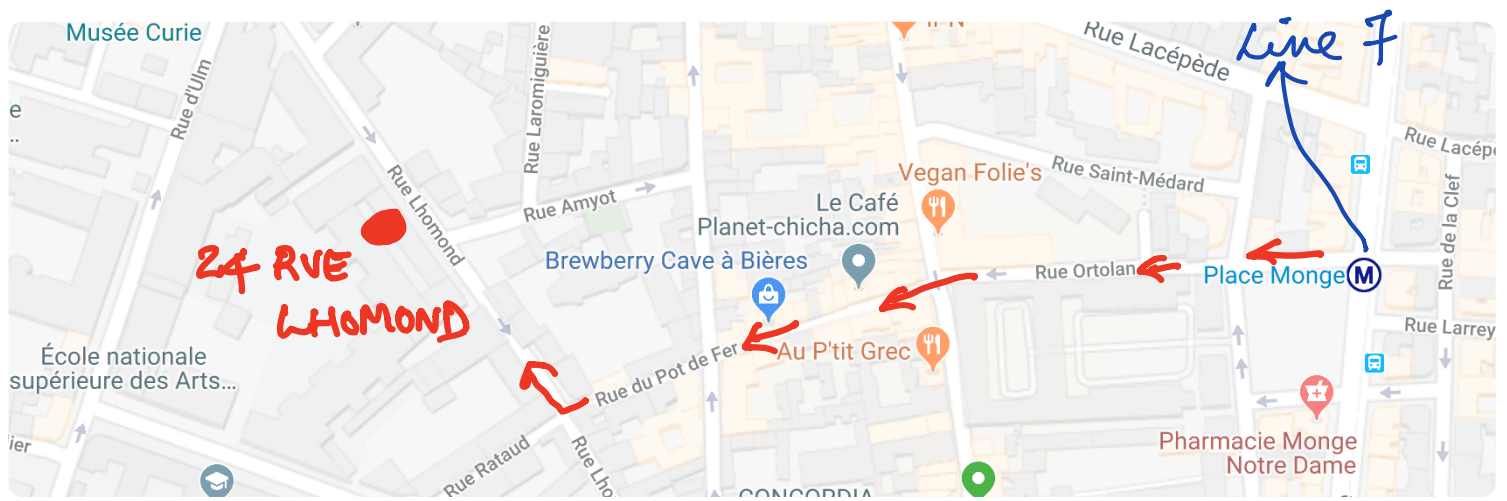 Musée Curie
Rue d'Ulm
Rue Laromiguière
Rue Lacépède
Line 7
e
..
Rue Lhomond
Rue Amyot
Vegan Folie's
Rue Saint-Médard
Rue Lacépè
Le Café
Planet-chicha.com
Brewberry Cave à Bières
Rue Ortolan
Place Monge
M
Rue de la Clef
24 RUE
LHOMOND
École nationale
supérieure des Arts...
Rue du Pot de Fer
Au P'tit Grec
Rue Larrey
lier
Rue Rataud
Rue Lho
Pharmacie Monge
Notre Dame
CONCORDIA